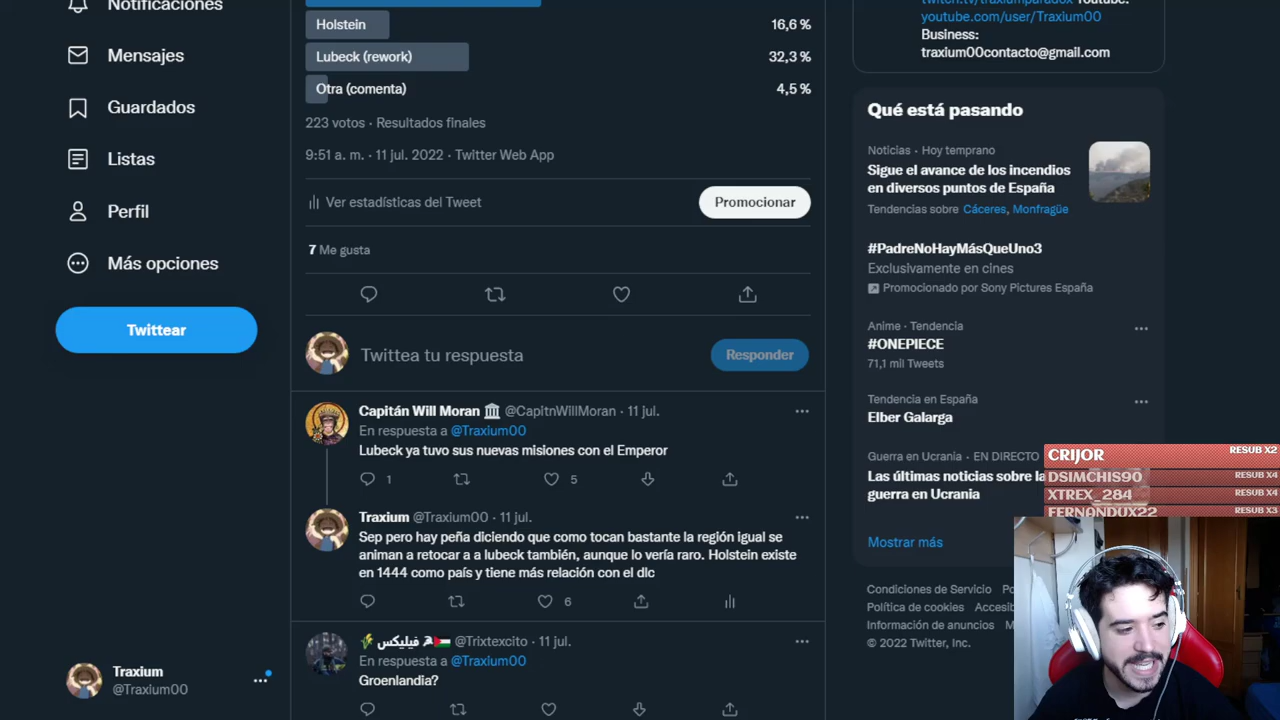 Notificaciones
Mensajes
Guardados
Listas
Perfil
Más opciones
Twittear
Traxium
@Traxium00
Holstein 16,6 %
Lubeck (rework) 32,3 %
Otra (comenta) 4,5 %
223 votos · Resultados finales
9:51 a. m. · 11 jul. 2022 · Twitter Web App
Ver estadísticas del Tweet
Promocionar
7 Me gusta
Twittea tu respuesta
Responder
Capitán Will Moran @CapItnWillMoran · 11 jul.
En respuesta a @Traxium00
Lubeck ya tuvo sus nuevas misiones con el Emperor
1 5
Traxium @Traxium00 · 11 jul.
Sep pero hay peña diciendo que como tocan bastante la región igual se
animan a retocar a a lubeck también, aunque lo vería raro. Holstein existe
en 1444 como país y tiene más relación con el dlc
6
فيليكس @Trixtexcito · 11 jul.
En respuesta a @Traxium00
Groenlandia?
twitch.tv/traxiumparadox Youtube:
youtube.com/user/Traxium00
Business:
traxium00contacto@gmail.com
Qué está pasando
Noticias · Hoy temprano
Sigue el avance de los incendios
en diversos puntos de España
Tendencias sobre Cáceres, Monfragüe
#PadreNoHayMásQueUno3
Exclusivamente en cines
Promocionado por Sony Pictures España
Anime · Tendencia
#ONEPIECE
71,1 mil Tweets
Tendencia en España
Elber Galarga
Guerra en Ucrania · EN DIRECTO
Las últimas noticias sobre la
guerra en Ucrania
Mostrar más
Condiciones de Servicio
Política de cookies
Información de anuncios
© 2022 Twitter, Inc.
CRIJOR RESUB X2
DSIMCHIS90 RESUB X4
XTREX_284 RESUB X4
FERNANDUX22 RESUB X3